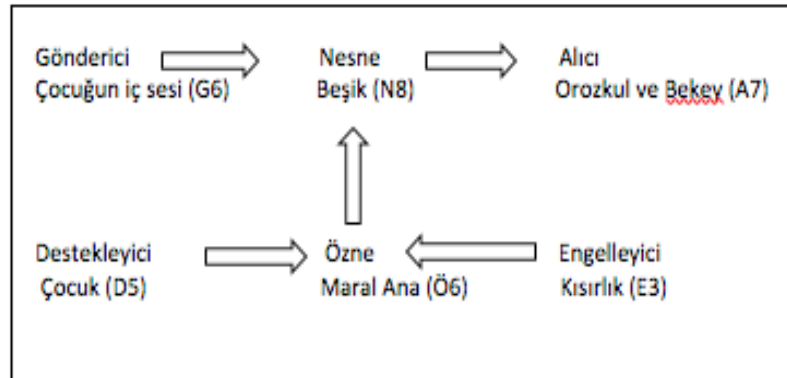 Gönderici Nesne Alıcı
Çocuğun iç sesi (G6) Beşik (N8) Orozkul ve Bekey (A7)
Destekleyici Özne Engelleyici
Çocuk (D5) Maral Ana (Ö6) Kısırlık (E3)